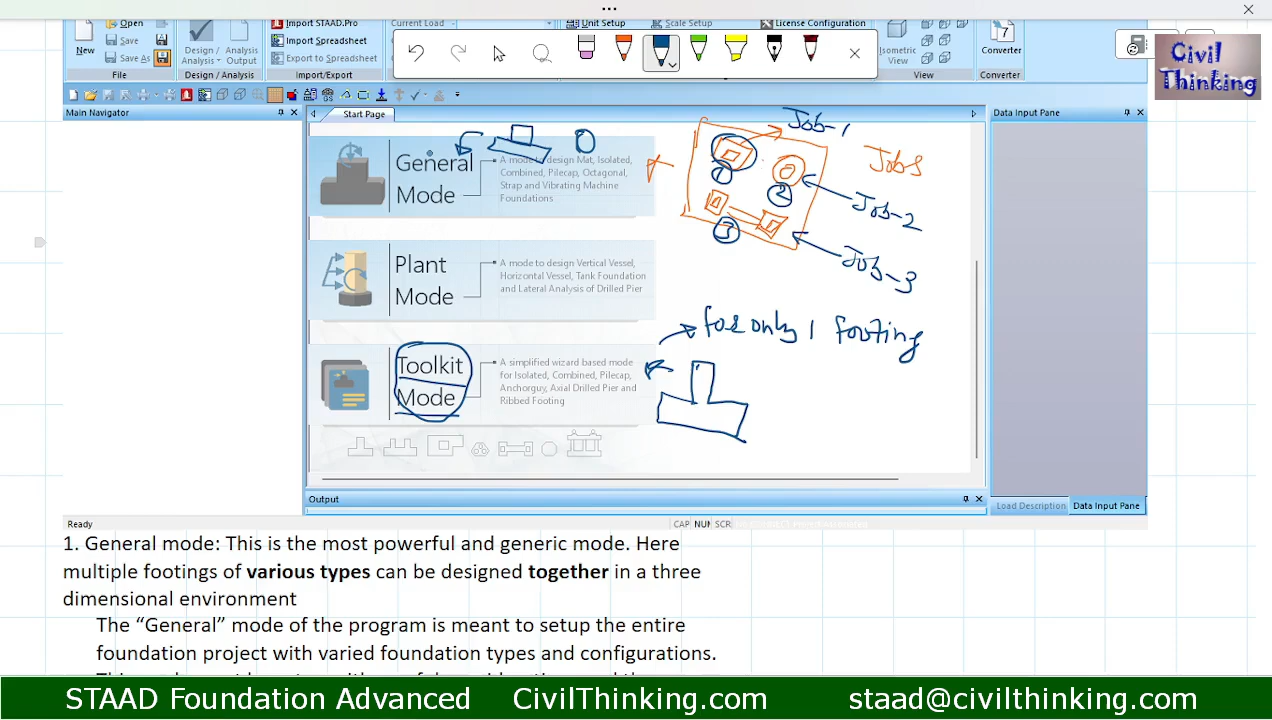 Open
Import STAAD.Pro
Current Load
Unit Setup
Scale Setup
License Configuration
New
Save
Save As
Design /
Analysis
Analysis
Output
Import Spreadsheet
Export to Spreadsheet
Isometric
View
Converter
File
Design / Analysis
Import/Export
View
Converter
Civil
Thinking
Main Navigator
Start Page
Data Input Pane
General
Mode
A mode to design Mat, Isolated,
Combined, Pilecap, Octagonal,
Strap and Vibrating Machine
Foundations
Job-1
Jobs
1
2
3
Job-2
Job-3
Plant
Mode
A mode to design Vertical Vessel,
Horizontal Vessel, Tank Foundation
and Lateral Analysis of Drilled Pier
for only 1 footing
Toolkit
Mode
A simplified wizard based mode
for Isolated, Combined, Pilecap,
Anchorguy, Axial Drilled Pier and
Ribbed Footing
Output
Load Description
Data Input Pane
Ready
CAP
NUM
SCR
1. General mode: This is the most powerful and generic mode. Here
multiple footings of various types can be designed together in a three
dimensional environment
The “General” mode of the program is meant to setup the entire
foundation project with varied foundation types and configurations.
STAAD Foundation Advanced CivilThinking.com staad@civilthinking.com